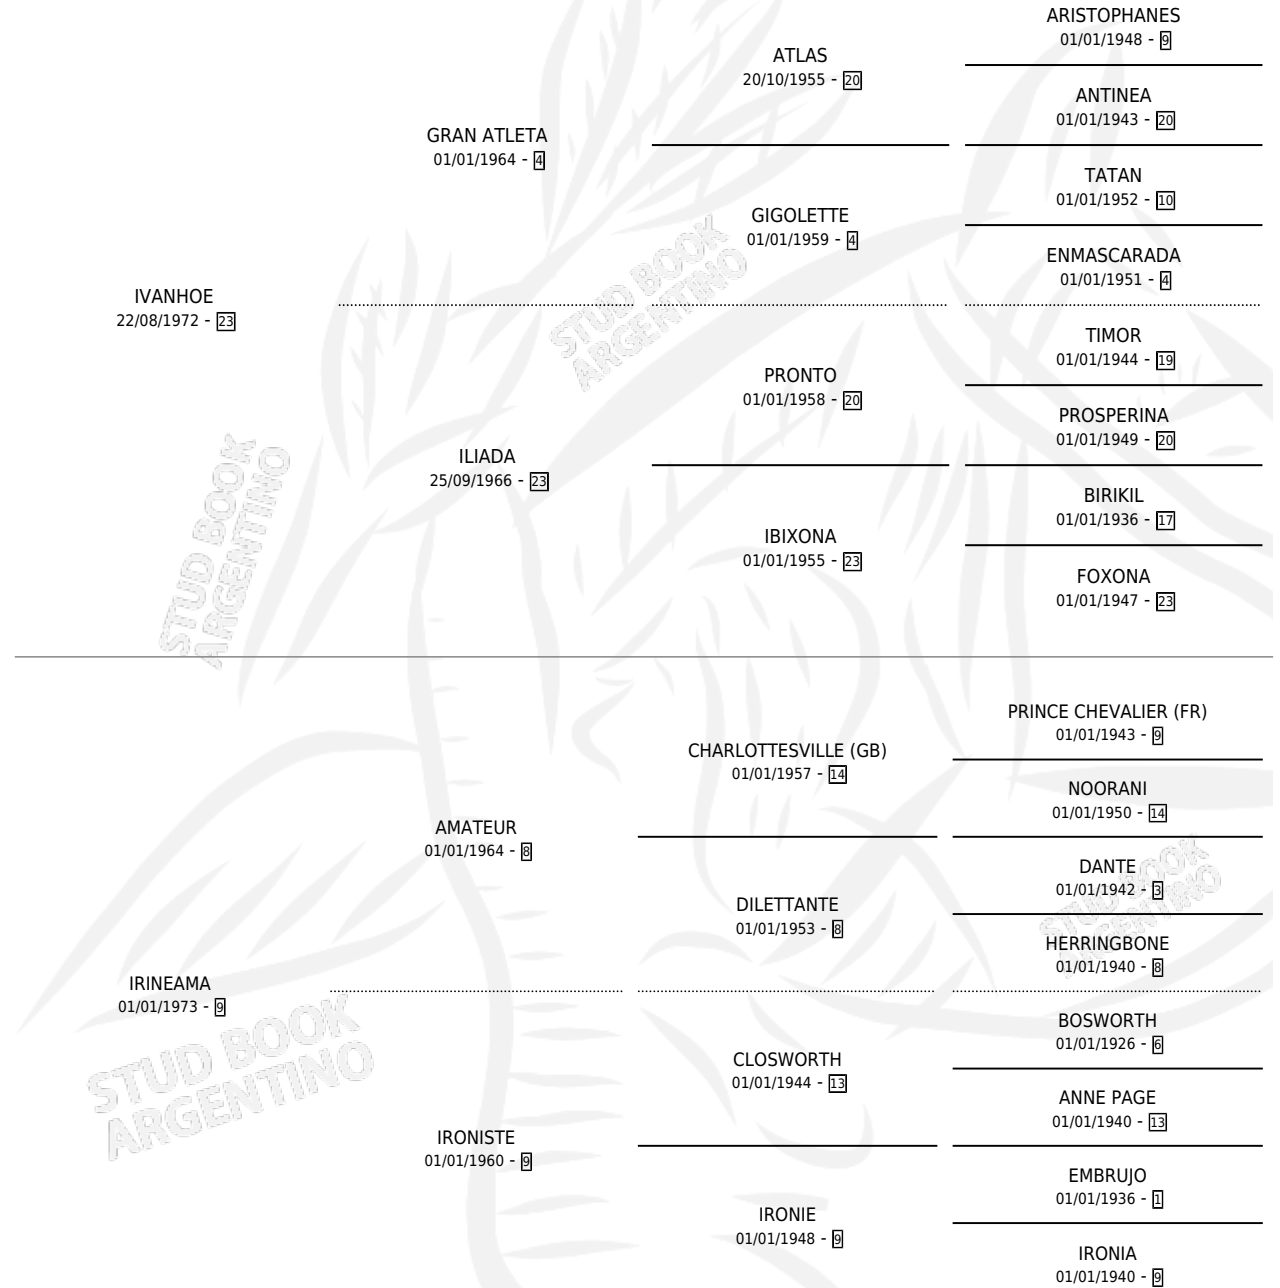 ARISTOPHANES
01/01/1948 - 9
ATLAS
20/10/1955 - 20
ANTINEA
01/01/1943 - 20
GRAN ATLETA
01/01/1964 - 4
TATAN
01/01/1952 - 10
GIGOLETTE
01/01/1959 - 4
ENMASCARADA
01/01/1951 - 4
IVANHOE
22/08/1972 - 23
TIMOR
01/01/1944 - 19
PRONTO
01/01/1958 - 20
PROSPERINA
01/01/1949 - 20
ILIADA
25/09/1966 - 23
BIRIKIL
01/01/1936 - 17
IBIXONA
01/01/1955 - 23
FOXONA
01/01/1947 - 23
PRINCE CHEVALIER (FR)
01/01/1943 - 9
CHARLOTTESVILLE (GB)
01/01/1957 - 14
NOORANI
01/01/1950 - 14
AMATEUR
01/01/1964 - 8
DANTE
01/01/1942 - 3
DILETTANTE
01/01/1953 - 8
HERRINGBONE
01/01/1940 - 8
IRINEAMA
01/01/1973 - 9
BOSWORTH
01/01/1926 - 6
CLOSWORTH
01/01/1944 - 13
ANNE PAGE
01/01/1940 - 13
IRONISTE
01/01/1960 - 9
EMBRUJO
01/01/1936 - 1
IRONIE
01/01/1948 - 9
IRONIA
01/01/1940 - 9
STUD BOOK
ARGENTINO
STUD BOOK
ARGENTINO
STUD BOOK
ARGENTINO
STUD BOOK
ARGENTINO